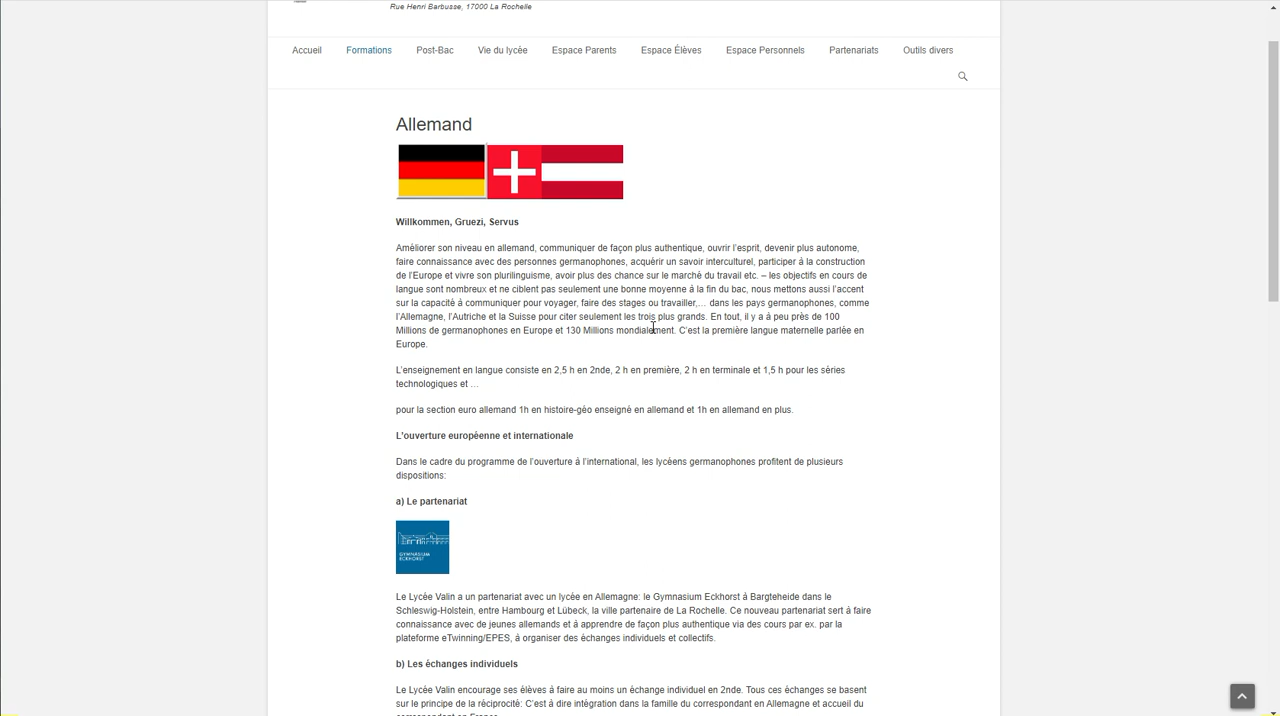 Rue Henri Barbusse, 17000 La Rochelle
Accueil Formations Post-Bac Vie du lycée Espace Parents Espace Élèves Espace Personnels Partenariats Outils divers
Allemand
Willkommen, Gruezi, Servus
Améliorer son niveau en allemand, communiquer de façon plus authentique, ouvrir l'esprit, devenir plus autonome,
faire connaissance avec des personnes germanophones, acquérir un savoir interculturel, participer à la construction
de l'Europe et vivre son plurilinguisme, avoir plus des chance sur le marché du travail etc. – les objectifs en cours de
langue sont nombreux et ne ciblent pas seulement une bonne moyenne à la fin du bac, nous mettons aussi l'accent
sur la capacité à communiquer pour voyager, faire des stages ou travailler,… dans les pays germanophones, comme
l'Allemagne, l'Autriche et la Suisse pour citer seulement les trois plus grands. En tout, il y a à peu près de 100
Millions de germanophones en Europe et 130 Millions mondialement. C'est la première langue maternelle parlée en
Europe.
L'enseignement en langue consiste en 2,5 h en 2nde, 2 h en première, 2 h en terminale et 1,5 h pour les séries
technologiques et …
pour la section euro allemand 1h en histoire-géo enseigné en allemand et 1h en allemand en plus.
L'ouverture européenne et internationale
Dans le cadre du programme de l'ouverture à l'international, les lycéens germanophones profitent de plusieurs
dispositions:
a) Le partenariat
GYMNASIUM
ECKHORST
Le Lycée Valin a un partenariat avec un lycée en Allemagne: le Gymnasium Eckhorst à Bargteheide dans le
Schleswig-Holstein, entre Hambourg et Lübeck, la ville partenaire de La Rochelle. Ce nouveau partenariat sert à faire
connaissance avec de jeunes allemands et à apprendre de façon plus authentique via des cours par ex. par la
plateforme eTwinning/EPES, à organiser des échanges individuels et collectifs.
b) Les échanges individuels
Le Lycée Valin encourage ses élèves à faire au moins un échange individuel en 2nde. Tous ces échanges se basent
sur le principe de la réciprocité: C'est à dire intégration dans la famille du correspondant en Allemagne et accueil du
correspondant en France